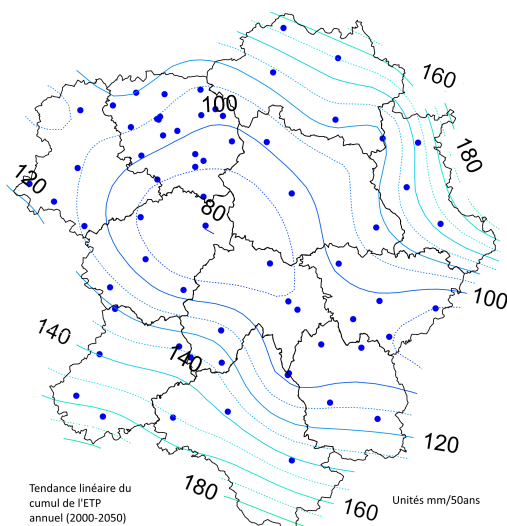 160
100
180
120
80
100
140
140
120
180
160
Tendance linéaire du
cumul de l'ETP
annuel (2000-2050)
Unités mm/50ans